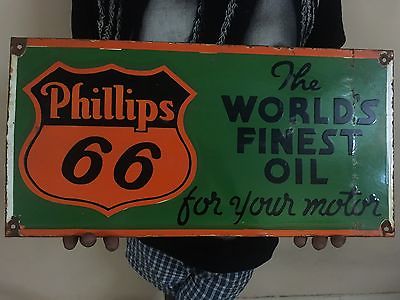 Phillips
66
The
WORLD'S
FINEST
OIL
for your motor